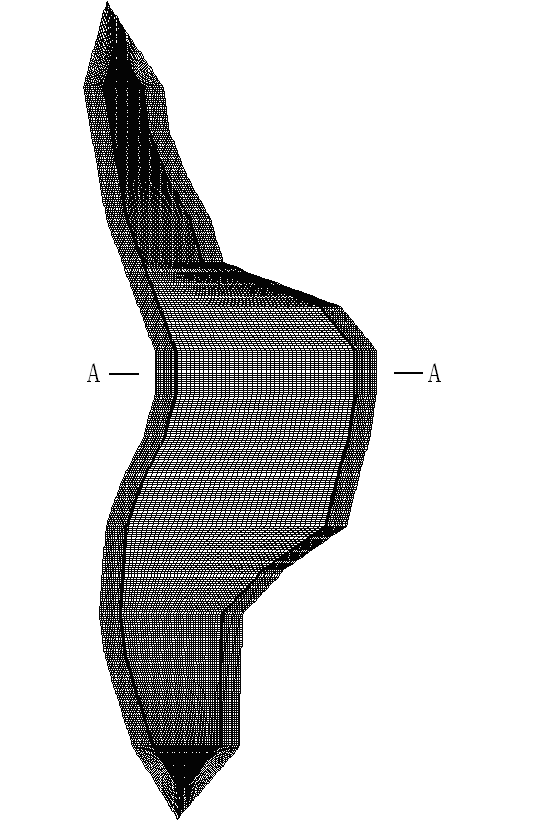 A — — A